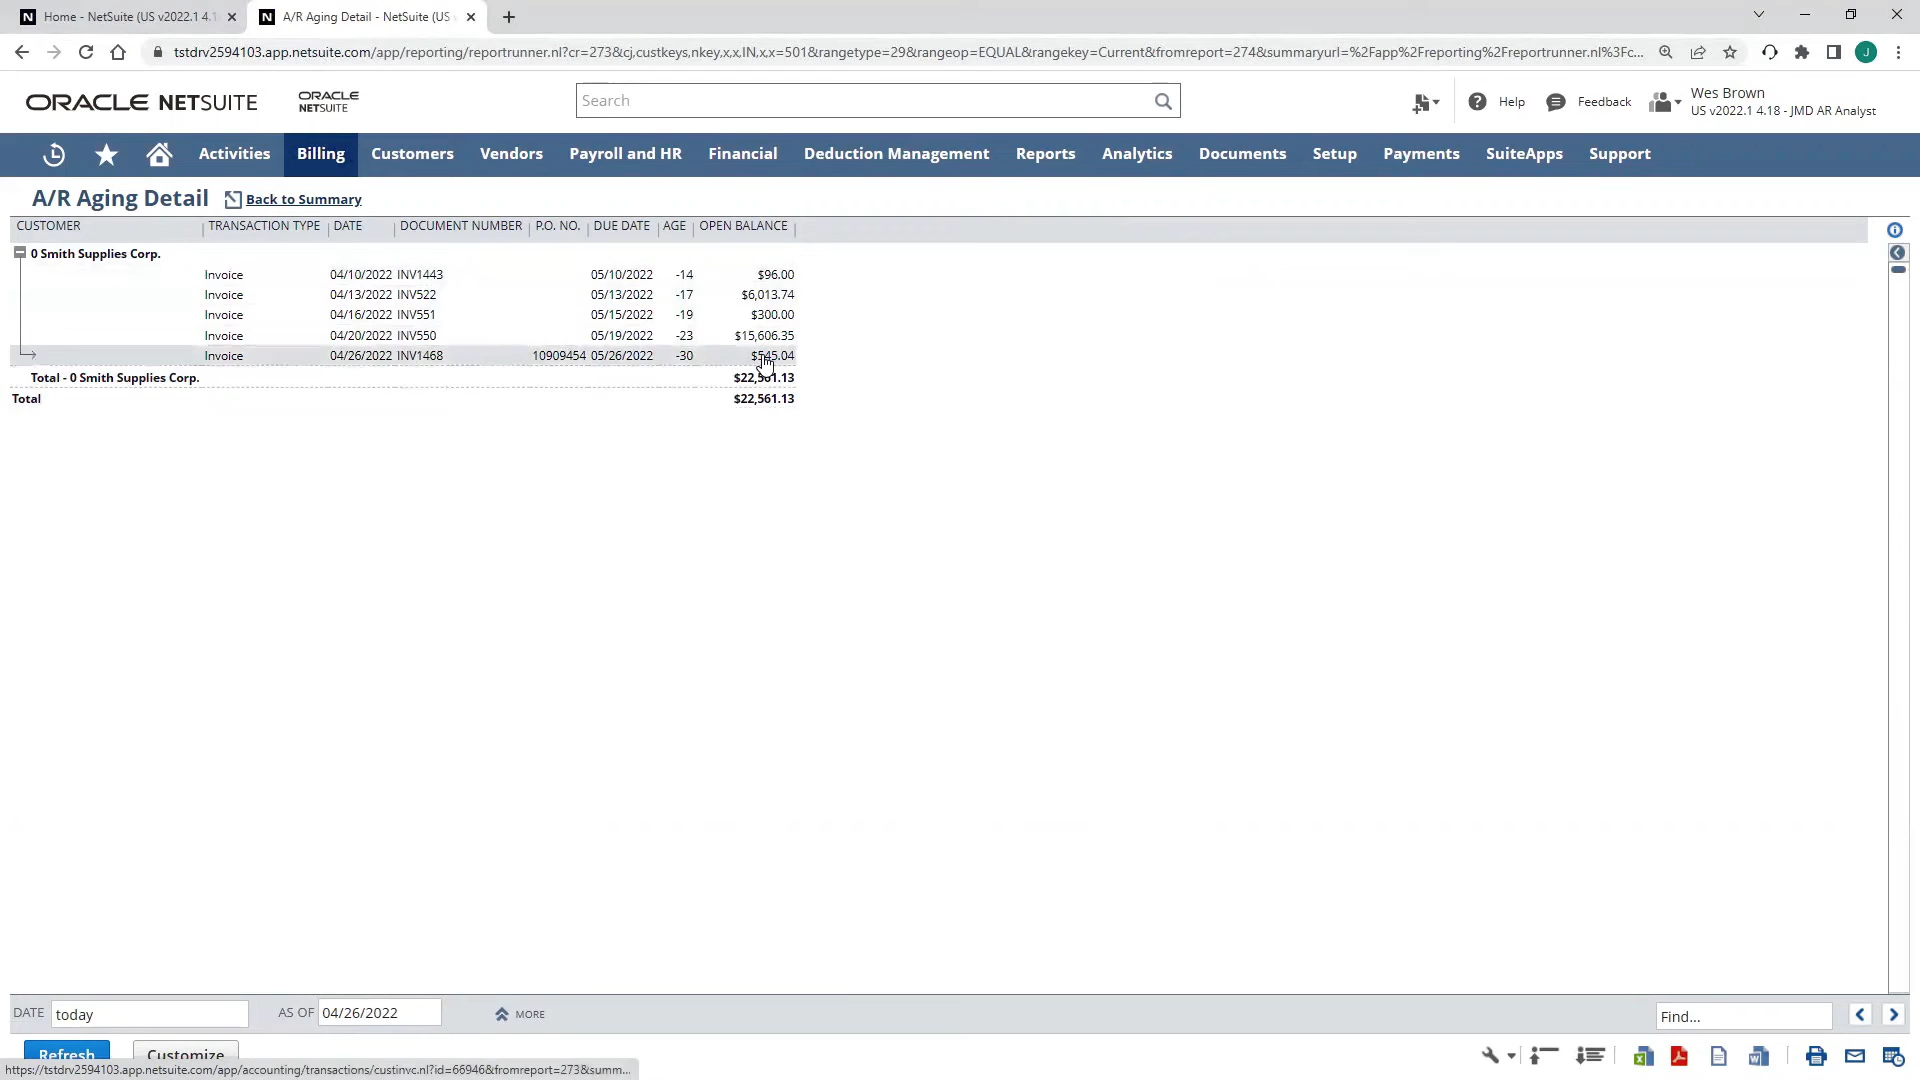 Home - NetSuite (US v2022.1 4.1
A/R Aging Detail - NetSuite (US
tstdrv2594103.app.netsuite.com/app/reporting/reportrunner.nl?cr=273&cj,custkeys,nkey,x,x,IN,x,x=501&rangetype=29&rangeop=EQUAL&rangekey=Current&fromreport=274&summaryurl=%2Fapp%2Freporting%2Freportrunner.nl%3Fc...
J
ORACLE NETSUITE
ORACLE
NETSUITE
Search
Help
Feedback
Wes Brown
US v2022.1 4.18 - JMD AR Analyst
Activities Billing Customers Vendors Payroll and HR Financial Deduction Management Reports Analytics Documents Setup Payments SuiteApps Support
A/R Aging Detail Back to Summary
CUSTOMER TRANSACTION TYPE DATE DOCUMENT NUMBER P.O. NO. DUE DATE AGE OPEN BALANCE
0 Smith Supplies Corp.
Invoice 04/10/2022 INV1443 05/10/2022 -14 $96.00
Invoice 04/13/2022 INV522 05/13/2022 -17 $6,013.74
Invoice 04/16/2022 INV551 05/15/2022 -19 $300.00
Invoice 04/20/2022 INV550 05/19/2022 -23 $15,606.35
Invoice 04/26/2022 INV1468 10909454 05/26/2022 -30 $545.04
Total - 0 Smith Supplies Corp. $22,561.13
Total $22,561.13
DATE today AS OF 04/26/2022 MORE Find...
Refresh Customize
https://tstdrv2594103.app.netsuite.com/app/accounting/transactions/custinvc.nl?id=66946&fromreport=273&summ...